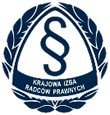 §
KRAJOWA IZBA
RADCÓW PRAWNYCH